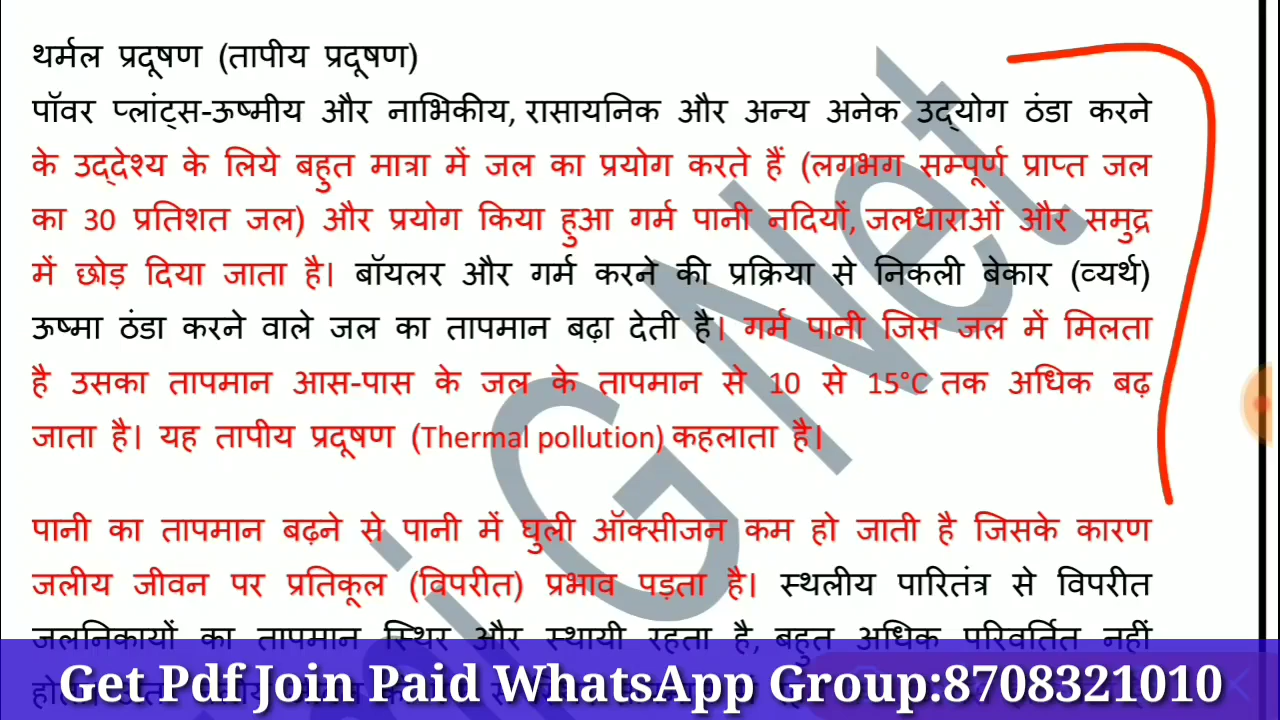 थर्मल प्रदूषण (तापीय प्रदूषण)
पॉवर प्लांट्स-ऊष्मीय और नाभिकीय, रासायनिक और अन्य अनेक उद्योग ठंडा करने
के उद्देश्य के लिये बहुत मात्रा में जल का प्रयोग करते हैं (लगभग सम्पूर्ण प्राप्त जल
का 30 प्रतिशत जल) और प्रयोग किया हुआ गर्म पानी नदियों, जलधाराओं और समुद्र
में छोड़ दिया जाता है। बॉयलर और गर्म करने की प्रक्रिया से निकली बेकार (व्यर्थ)
ऊष्मा ठंडा करने वाले जल का तापमान बढ़ा देती है। गर्म पानी जिस जल में मिलता
है उसका तापमान आस-पास के जल के तापमान से 10 से 15°C तक अधिक बढ़
जाता है। यह तापीय प्रदूषण (Thermal pollution) कहलाता है।
पानी का तापमान बढ़ने से पानी में घुली ऑक्सीजन कम हो जाती है जिसके कारण
जलीय जीवन पर प्रतिकूल (विपरीत) प्रभाव पड़ता है। स्थलीय पारितंत्र से विपरीत
जलनिकायों का तापमान स्थिर और स्थायी रहता है, बहुत अधिक परिवर्तित नहीं
Get Pdf Join Paid WhatsApp Group:8708321010
G Net